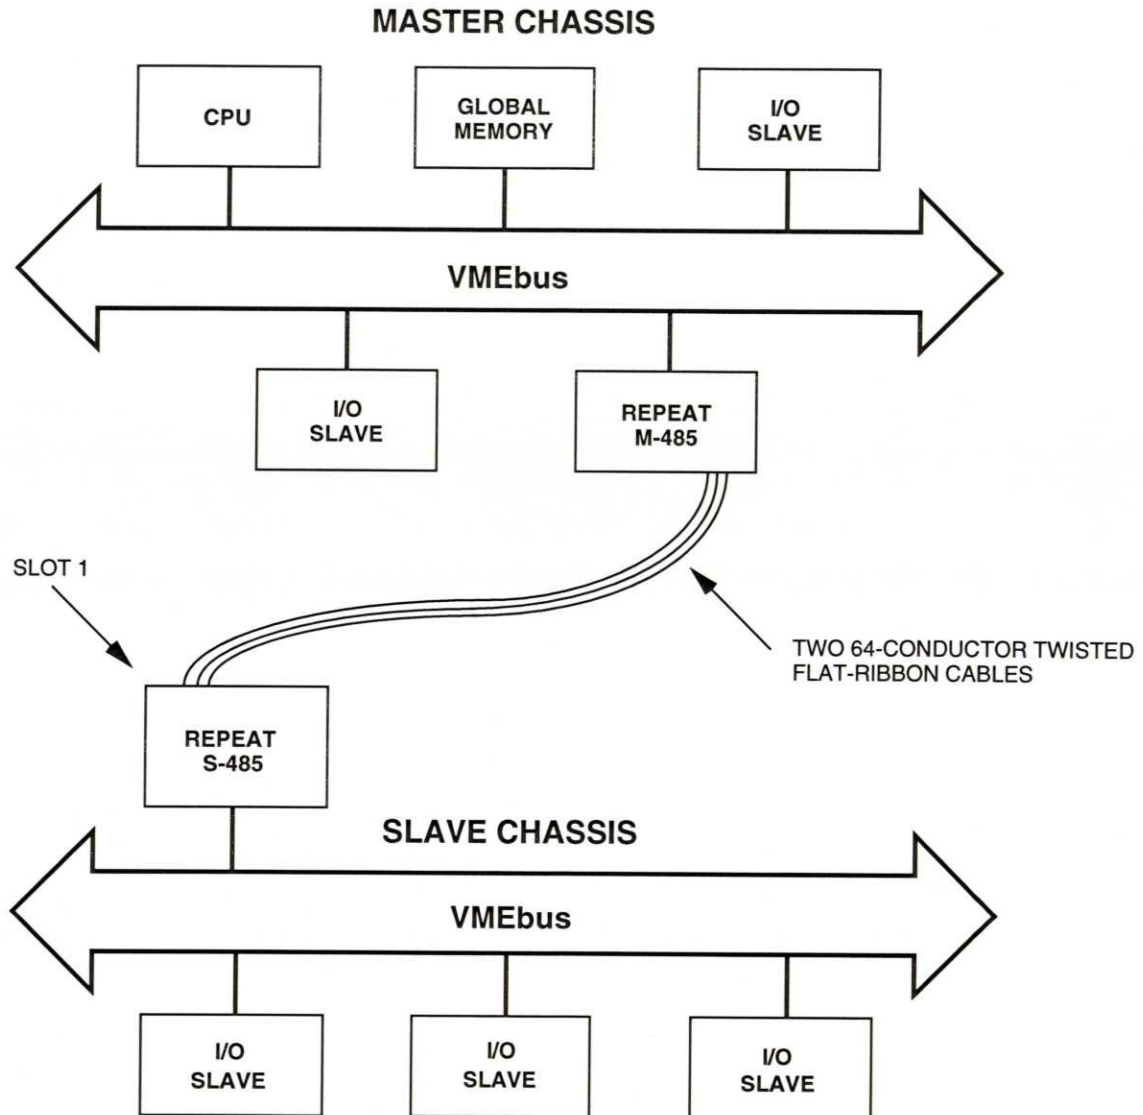 MASTER CHASSIS
CPU
GLOBAL
MEMORY
I/O
SLAVE
VMEbus
I/O
SLAVE
REPEAT
M-485
SLOT 1
TWO 64-CONDUCTOR TWISTED
FLAT-RIBBON CABLES
REPEAT
S-485
SLAVE CHASSIS
VMEbus
I/O
SLAVE
I/O
SLAVE
I/O
SLAVE